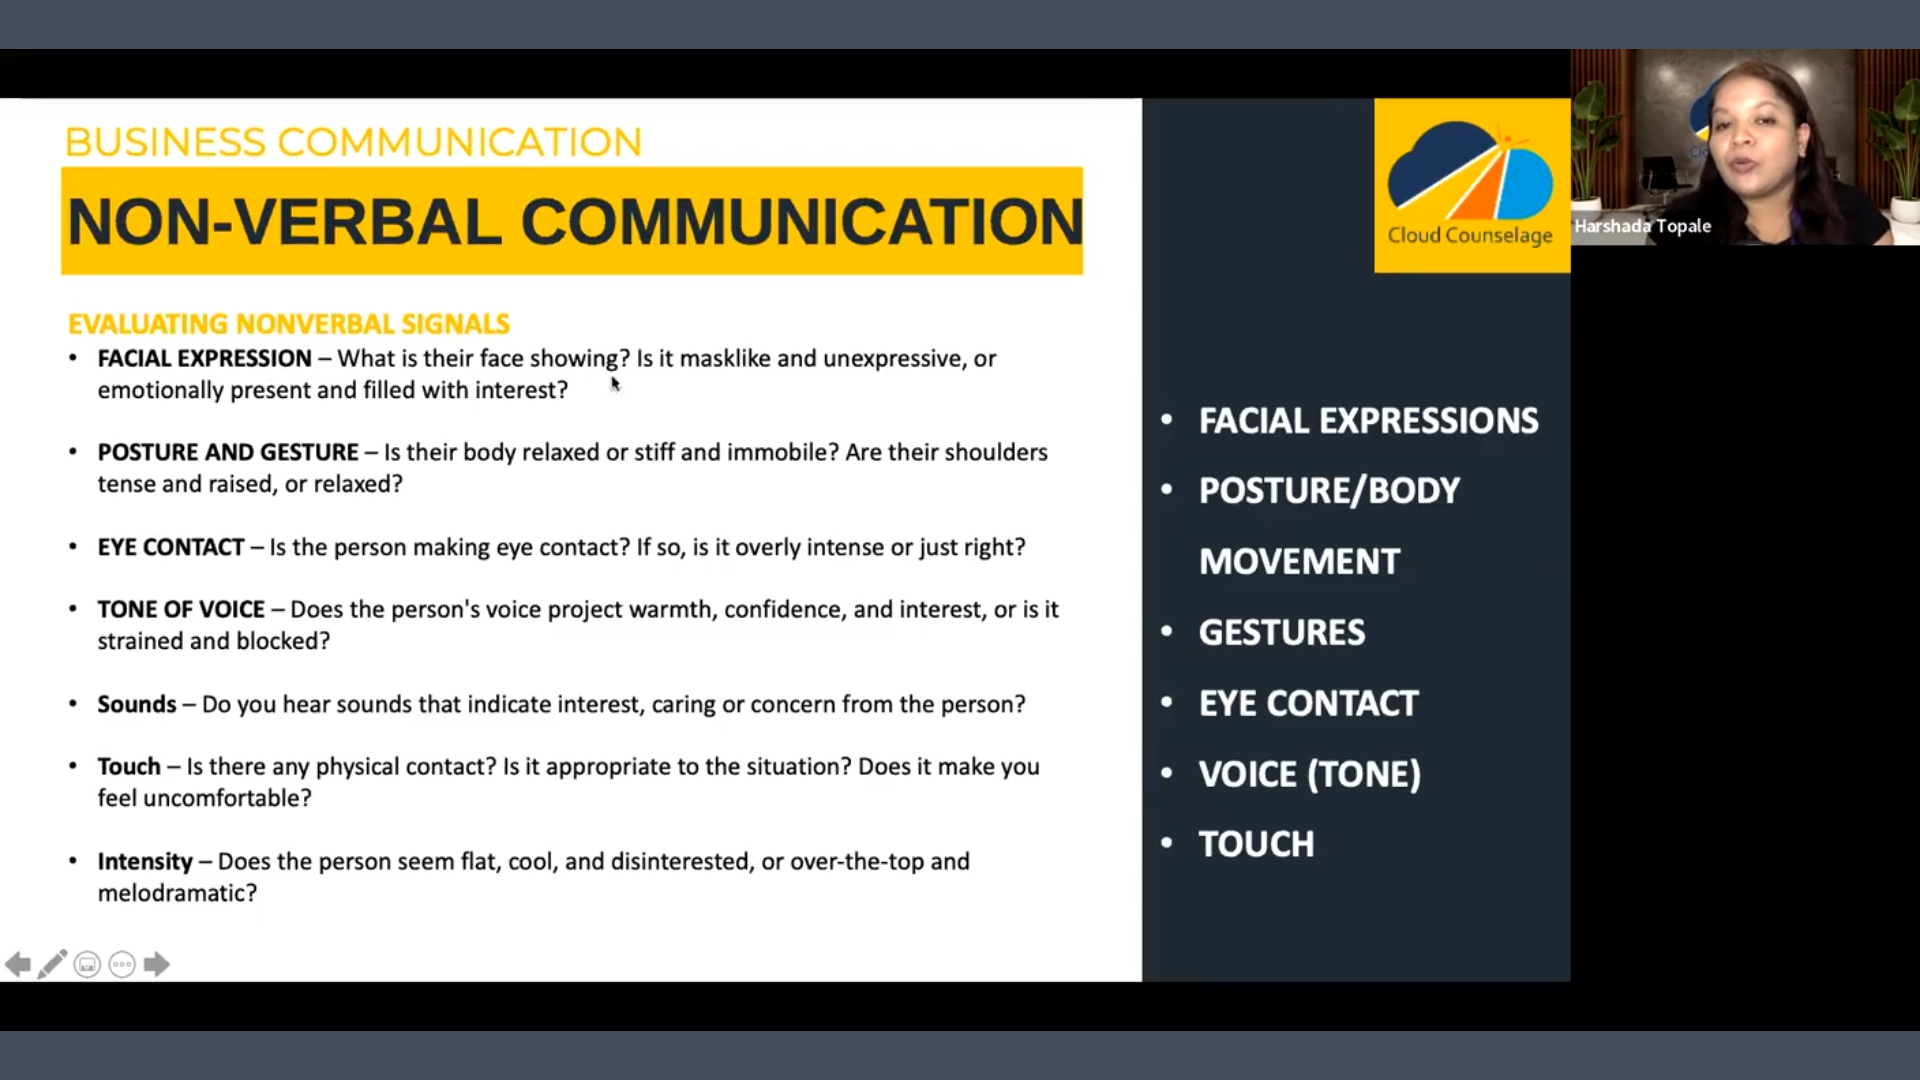 BUSINESS COMMUNICATION
NON-VERBAL COMMUNICATION
EVALUATING NONVERBAL SIGNALS
• FACIAL EXPRESSION – What is their face showing? Is it masklike and unexpressive, or
emotionally present and filled with interest?
• POSTURE AND GESTURE – Is their body relaxed or stiff and immobile? Are their shoulders
tense and raised, or relaxed?
• EYE CONTACT – Is the person making eye contact? If so, is it overly intense or just right?
• TONE OF VOICE – Does the person's voice project warmth, confidence, and interest, or is it
strained and blocked?
• Sounds – Do you hear sounds that indicate interest, caring or concern from the person?
• Touch – Is there any physical contact? Is it appropriate to the situation? Does it make you
feel uncomfortable?
• Intensity – Does the person seem flat, cool, and disinterested, or over-the-top and
melodramatic?
Cloud Counselage
• FACIAL EXPRESSIONS
• POSTURE/BODY
MOVEMENT
• GESTURES
• EYE CONTACT
• VOICE (TONE)
• TOUCH
Harshada Topale